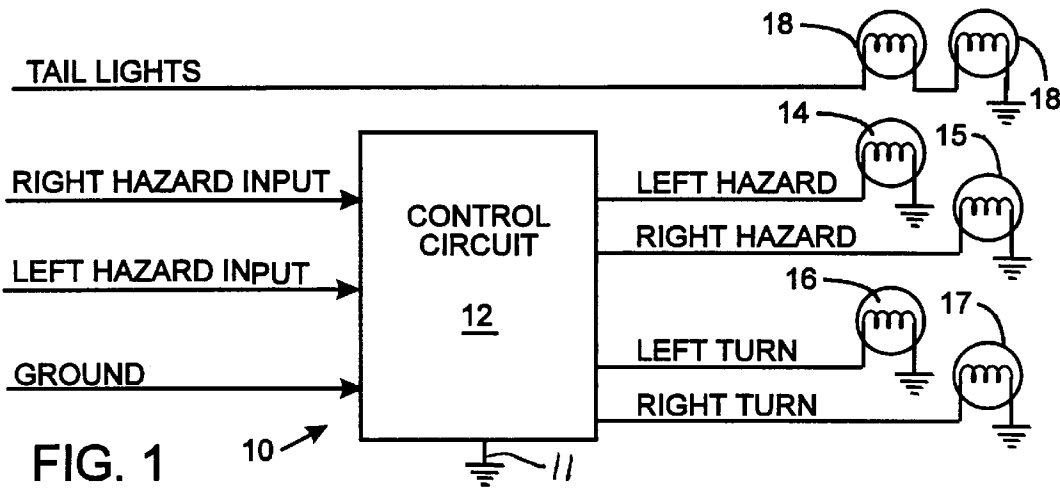 18
TAIL LIGHTS
18
14
15
RIGHT HAZARD INPUT
LEFT HAZARD
CONTROL
CIRCUIT
RIGHT HAZARD
LEFT HAZARD INPUT
16
12
17
LEFT TURN
GROUND
RIGHT TURN
FIG. 1
10
11